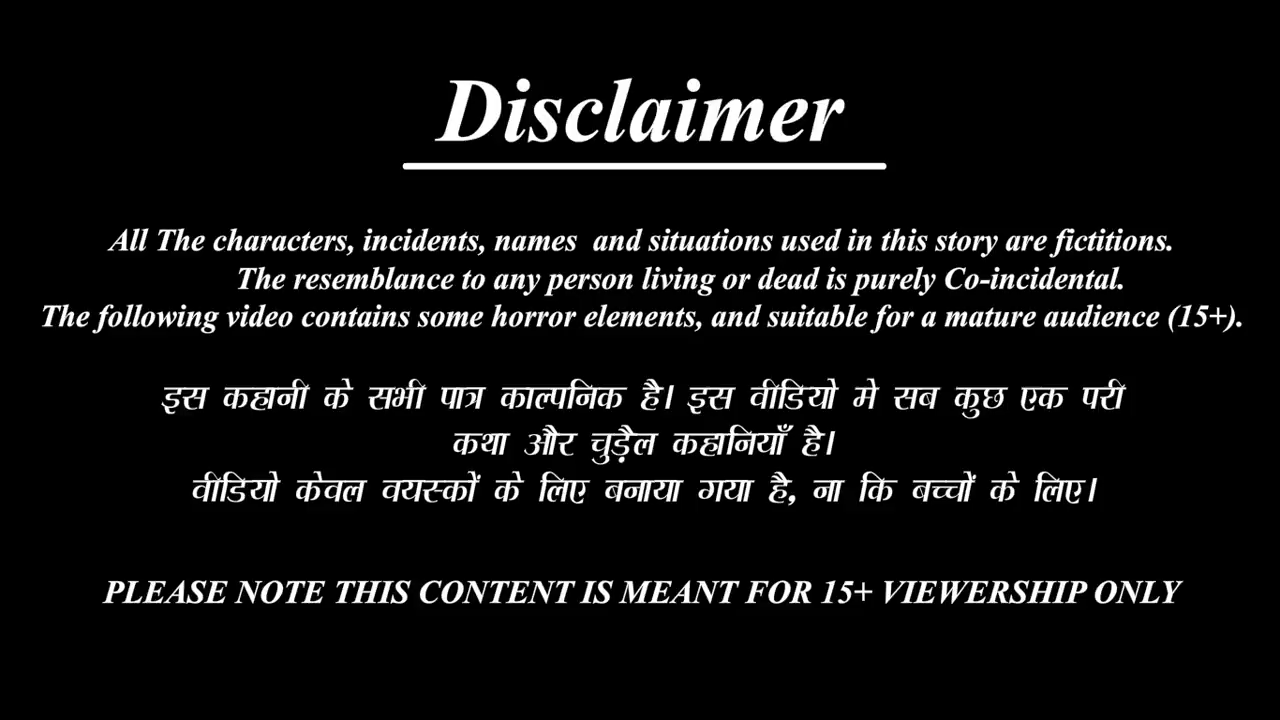 Disclaimer
All The characters, incidents, names and situations used in this story are fictitions.
The resemblance to any person living or dead is purely Co-incidental.
The following video contains some horror elements, and suitable for a mature audience (15+).
इस कहानी के सभी पात्र काल्पनिक है। इस वीडियो मे सब कुछ एक परी
कथा और चुड़ैल कहानियाँ है।
वीडियो केवल वयस्कों के लिए बनाया गया है, ना कि बच्चों के लिए।
PLEASE NOTE THIS CONTENT IS MEANT FOR 15+ VIEWERSHIP ONLY